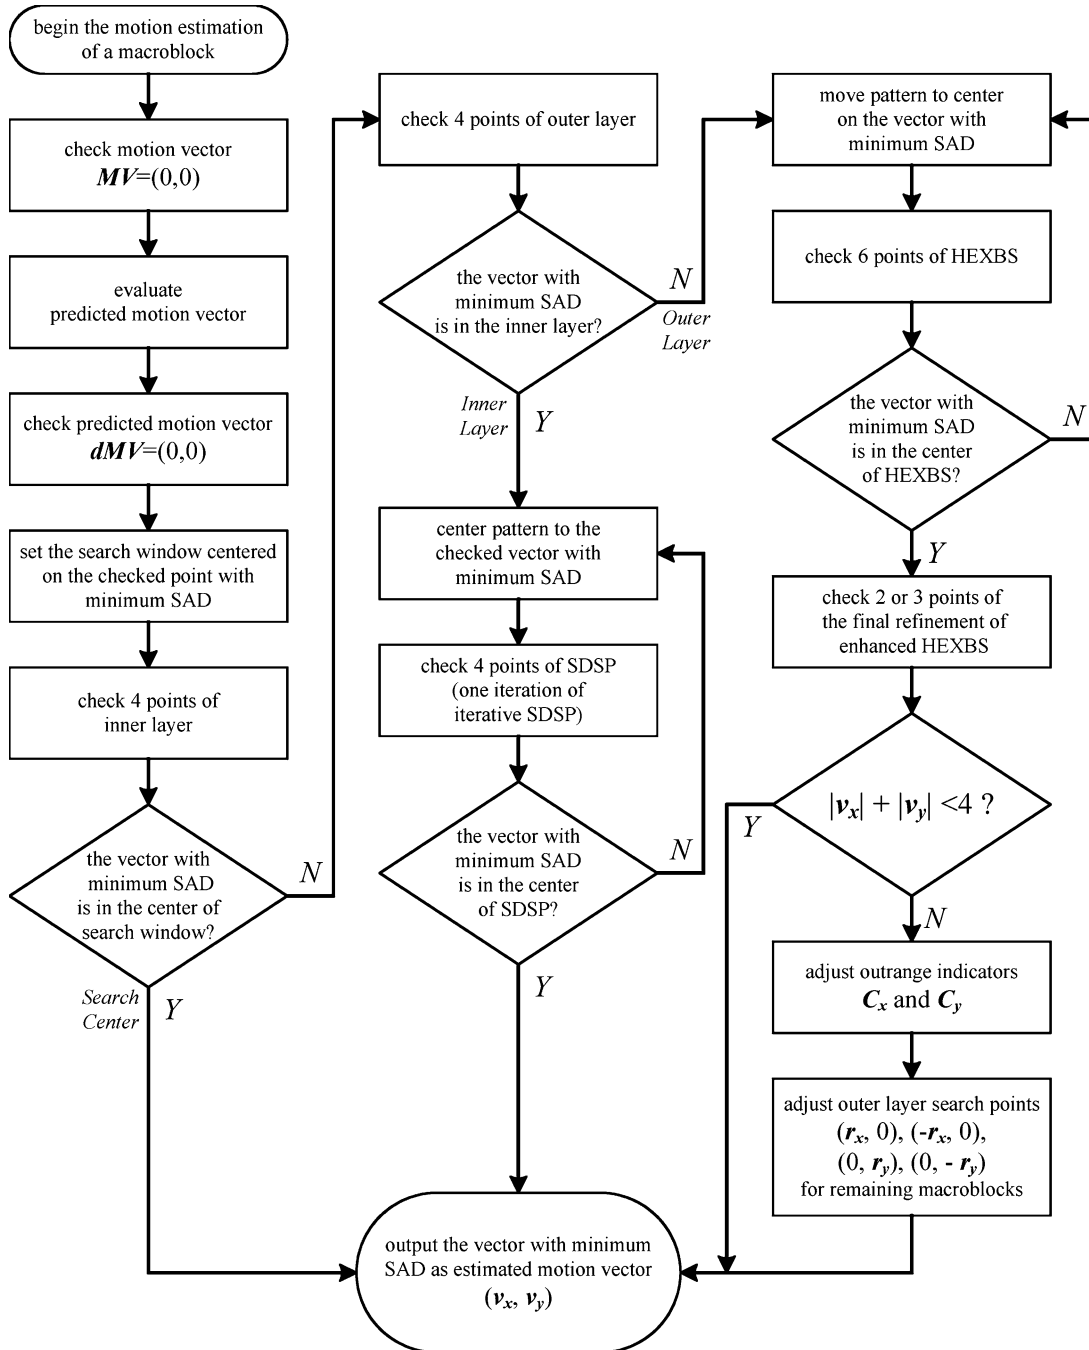 begin the motion estimation
of a macroblock
check motion vector
MV=(0,0)
evaluate
predicted motion vector
check predicted motion vector
dMV=(0,0)
set the search window centered
on the checked point with
minimum SAD
check 4 points of
inner layer
the vector with
minimum SAD
is in the center of
search window?
N
Search
Center
Y
check 4 points of outer layer
the vector with
minimum SAD
is in the inner layer?
N
Outer
Layer
Inner
Layer
Y
center pattern to the
checked vector with
minimum SAD
check 4 points of SDSP
(one iteration of
iterative SDSP)
the vector with
minimum SAD
is in the center
of SDSP?
N
Y
move pattern to center
on the vector with
minimum SAD
check 6 points of HEXBS
the vector with
minimum SAD
is in the center
of HEXBS?
N
Y
check 2 or 3 points of
the final refinement of
enhanced HEXBS
|vx| + |vy| <4 ?
Y
N
adjust outrange indicators
Cx and Cy
adjust outer layer search points
(rx, 0), (-rx, 0),
(0, ry), (0, - ry)
for remaining macroblocks
output the vector with minimum
SAD as estimated motion vector
(vx, vy)